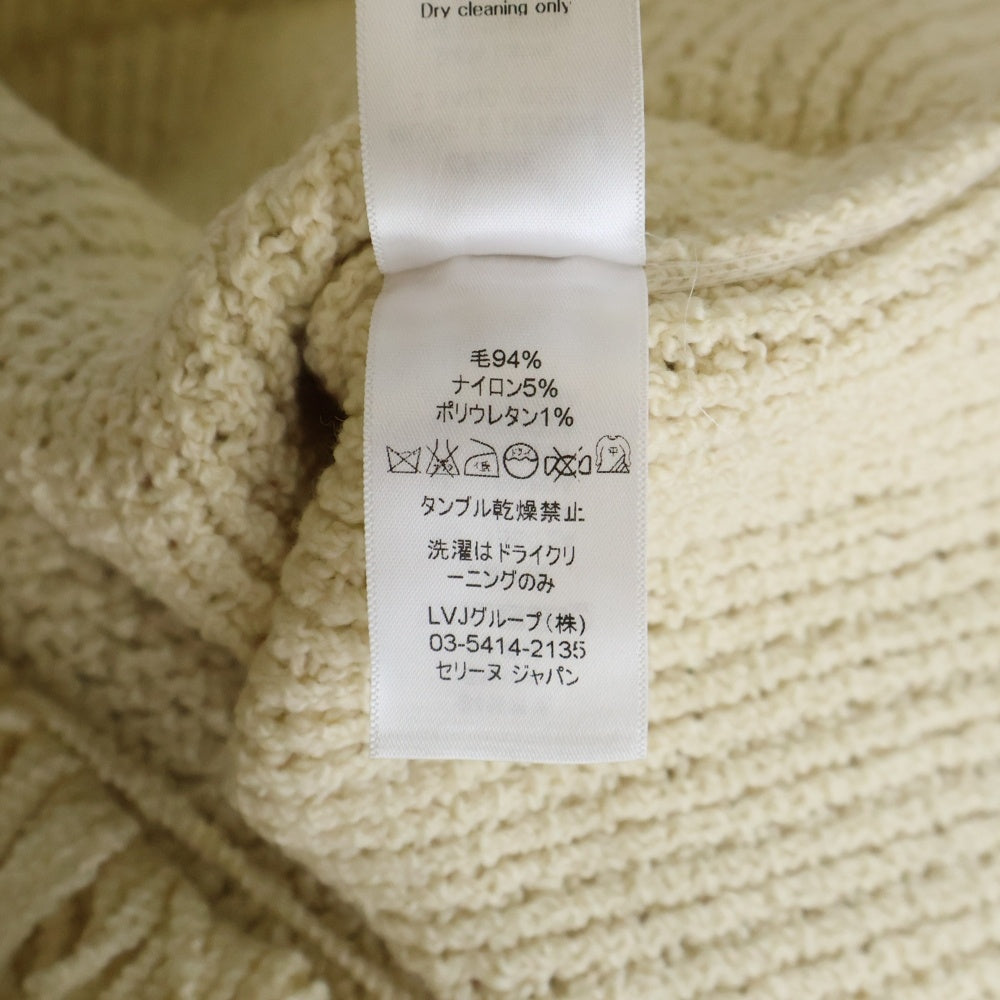 Dry cleaning only
毛94%
ナイロン5%
ポリウレタン1%
タンブル乾燥禁止
洗濯はドライクリ
ーニングのみ
LVJグループ(株)
03-5414-2135
セリーヌ ジャパン